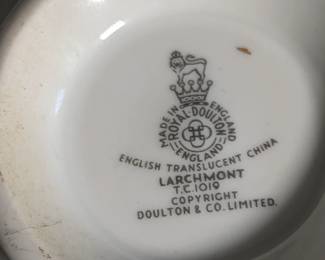 MADE IN ENGLAND
ROYAL·DOULTON
ENGLAND
ENGLISH TRANSLUCENT CHINA
LARCHMONT
T.C.1019
COPYRIGHT
DOULTON & CO. LIMITED.